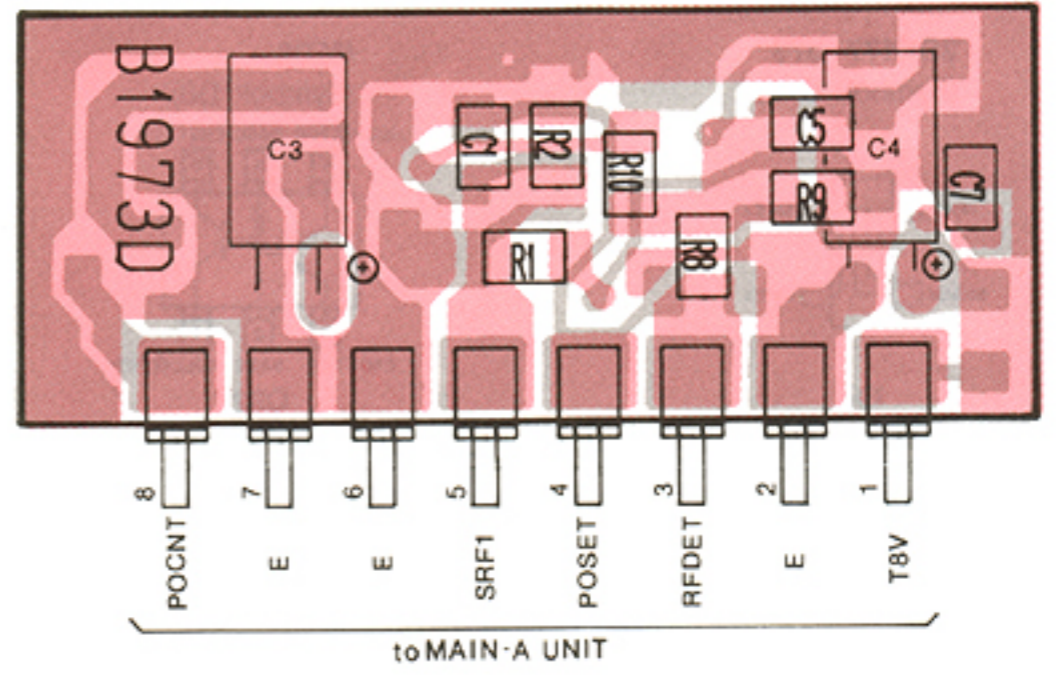 B1973D
C3
C1
R2
R10
C5
C4
R1
R8
C7
8
7
6
5
4
3
2
1
POCNT
E
E
SRF1
POSET
RFDET
E
T8V
to MAIN-A UNIT